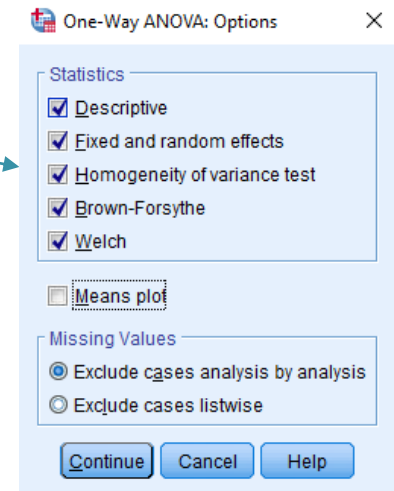 One-Way ANOVA: Options
Statistics
Descriptive
Fixed and random effects
Homogeneity of variance test
Brown-Forsythe
Welch
Means plot
Missing Values
Exclude cases analysis by analysis
Exclude cases listwise
Continue Cancel Help